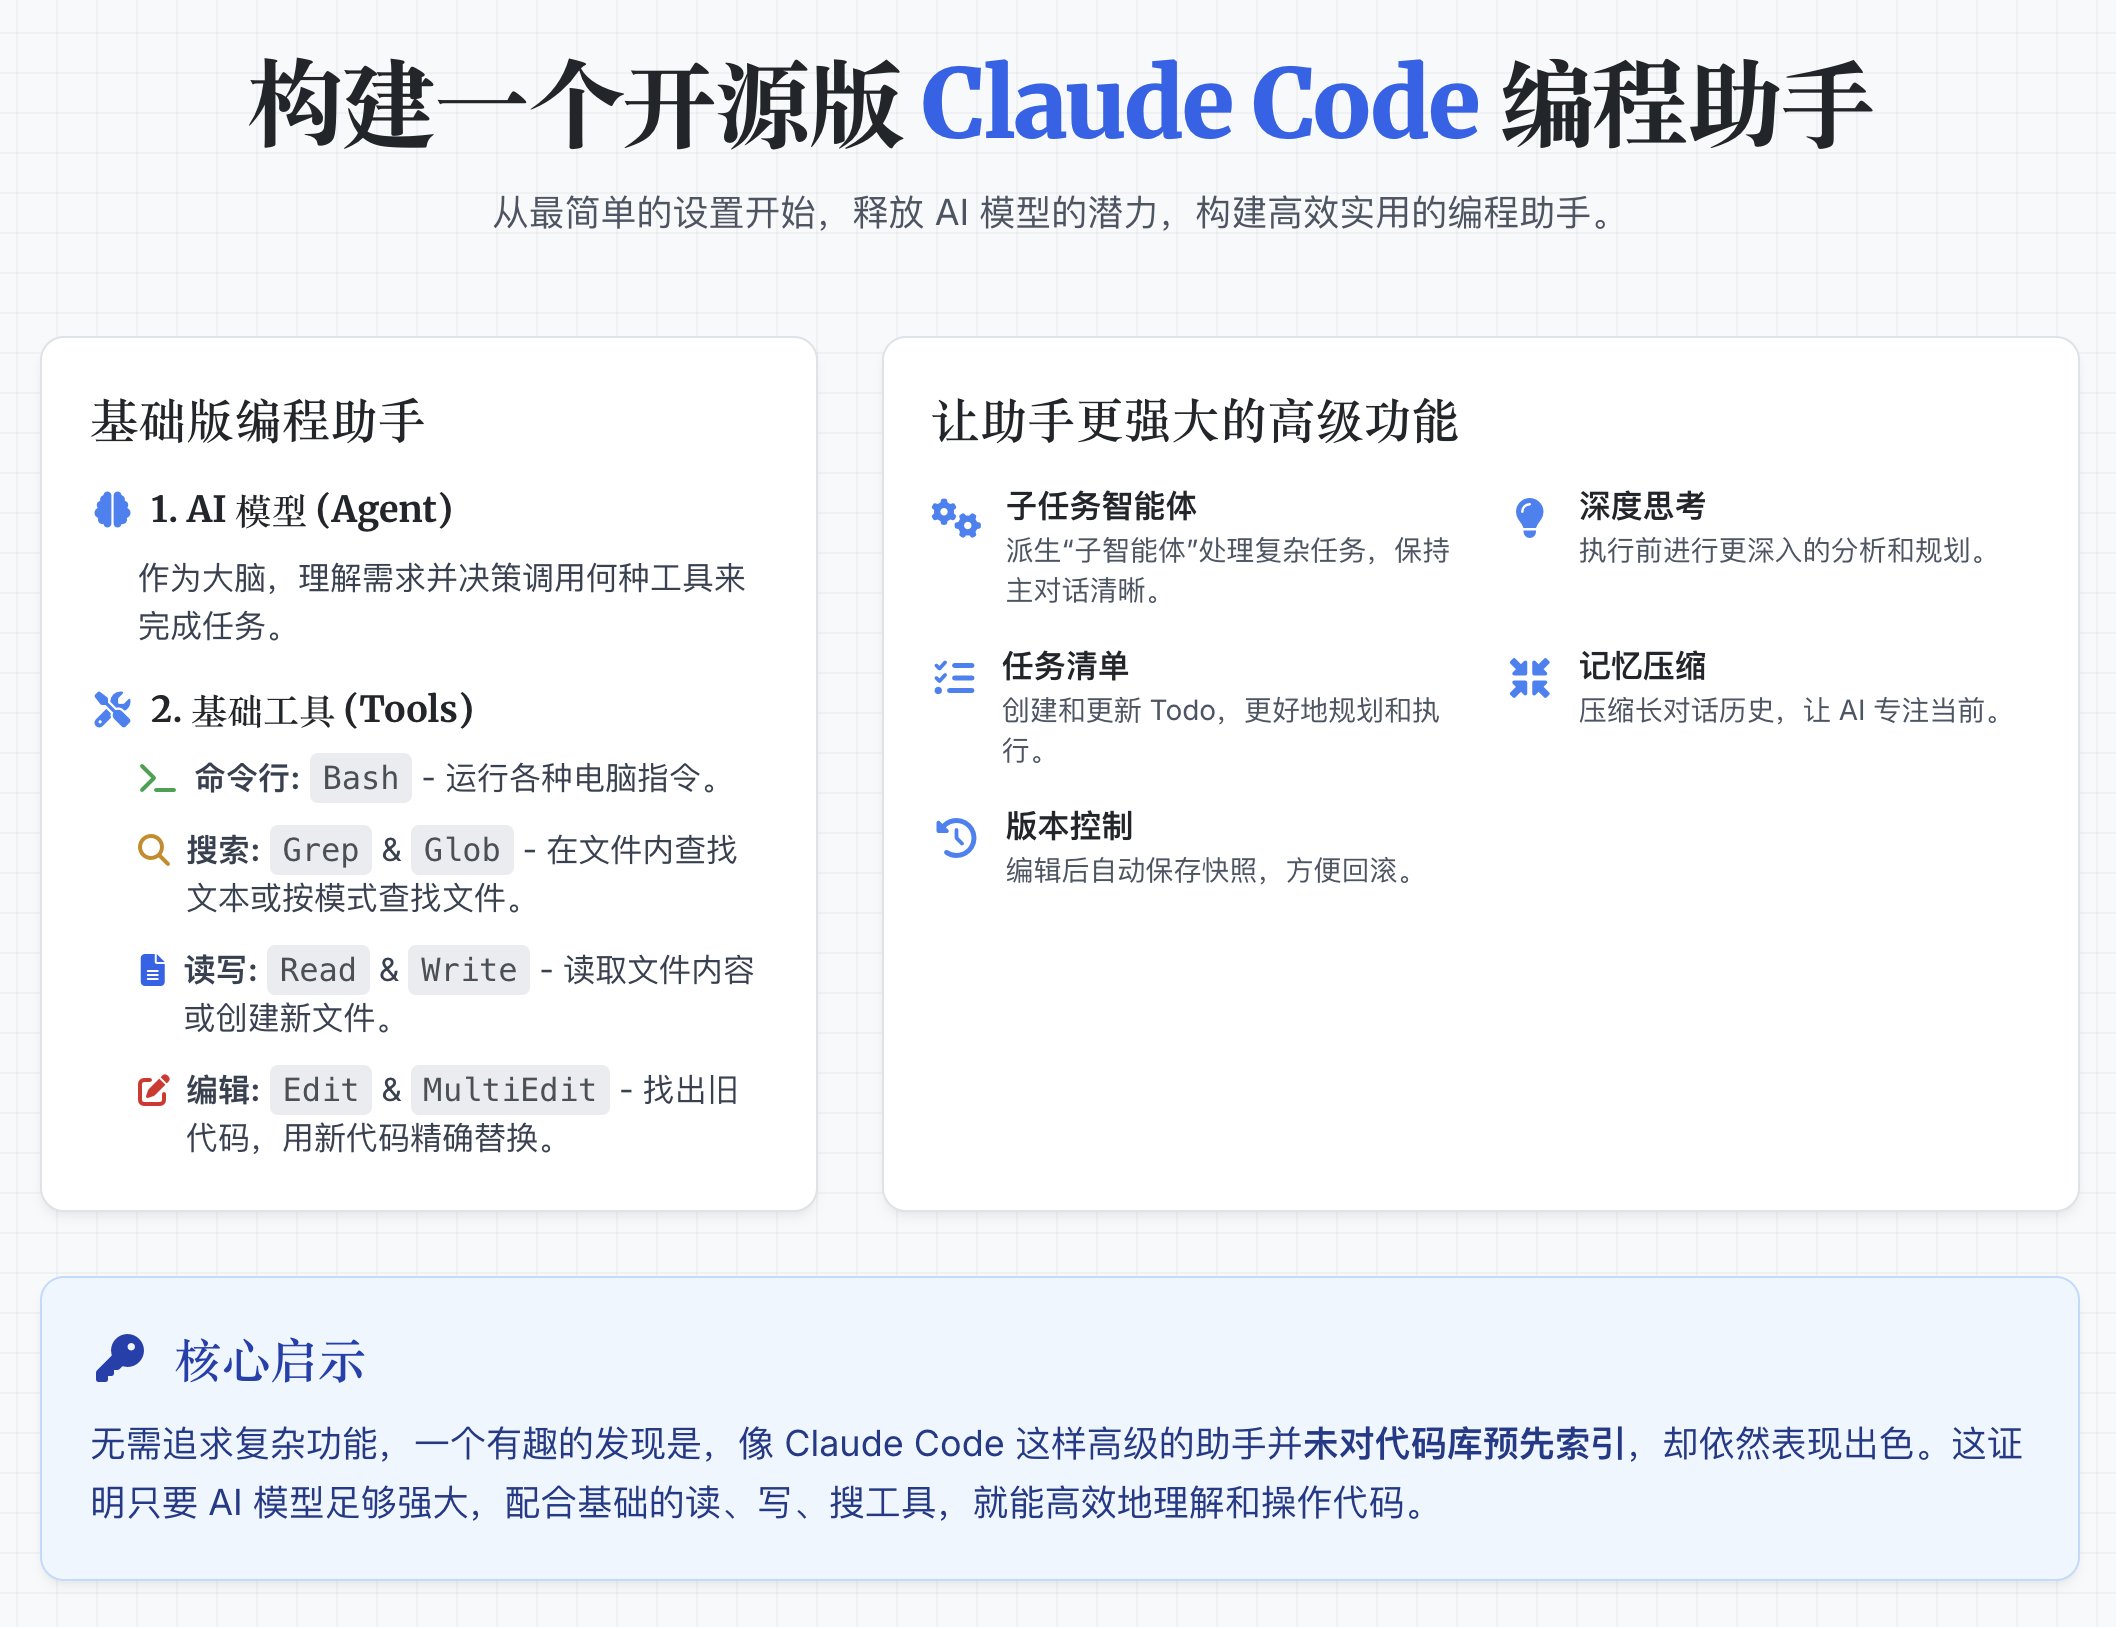 构建一个开源版 Claude Code 编程助手
从最简单的设置开始，释放 AI 模型的潜力，构建高效实用的编程助手。
基础版编程助手
1. AI 模型 (Agent)
作为大脑，理解需求并决策调用何种工具来
完成任务。
2. 基础工具 (Tools)
命令行: Bash - 运行各种电脑指令。
搜索: Grep & Glob - 在文件内查找
文本或按模式查找文件。
读写: Read & Write - 读取文件内容
或创建新文件。
编辑: Edit & MultiEdit - 找出旧
代码，用新代码精确替换。
让助手更强大的高级功能
子任务智能体
派生“子智能体”处理复杂任务，保持
主对话清晰。
深度思考
执行前进行更深入的分析和规划。
任务清单
创建和更新 Todo，更好地规划和执
行。
记忆压缩
压缩长对话历史，让 AI 专注当前。
版本控制
编辑后自动保存快照，方便回滚。
核心启示
无需追求复杂功能，一个有趣的发现是，像 Claude Code 这样高级的助手并未对代码库预先索引，却依然表现出色。这证
明只要 AI 模型足够强大，配合基础的读、写、搜工具，就能高效地理解和操作代码。